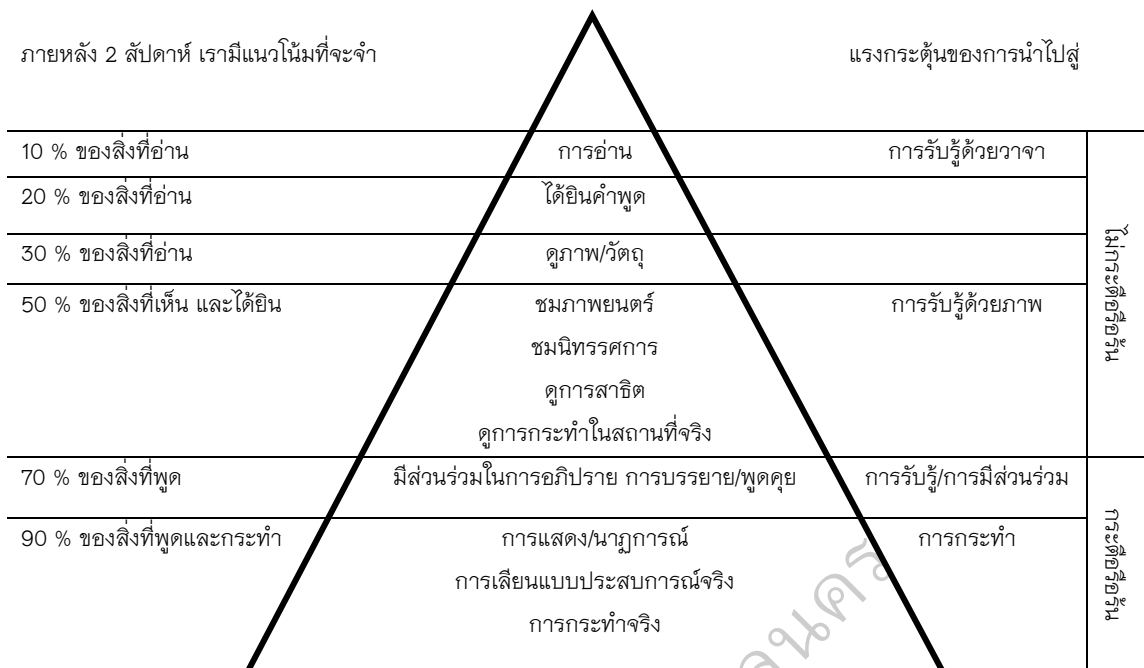 ภายหลัง 2 สัปดาห์ เรามีแนวโน้มที่จะจำ แรงกระตุ้นของการนำไปสู่
10 % ของสิ่งที่อ่าน การอ่าน การรับรู้ด้วยวาจา
20 % ของสิ่งที่อ่าน ได้ยินคำพูด
30 % ของสิ่งที่อ่าน ดูภาพ/วัตถุ
50 % ของสิ่งที่เห็น และได้ยิน ชมภาพยนตร์ การรับรู้ด้วยภาพ
ชมนิทรรศการ
ดูการสาธิต
ดูการกระทำในสถานที่จริง
ไม่กระตือรือร้น
70 % ของสิ่งที่พูด มีส่วนร่วมในการอภิปราย การบรรยาย/พูดคุย การรับรู้/การมีส่วนร่วม
90 % ของสิ่งที่พูดและกระทำ การแสดง/นาฏการณ์ การกระทำ
การเลียนแบบประสบการณ์จริง
การกระทำจริง
กระตือรือร้น